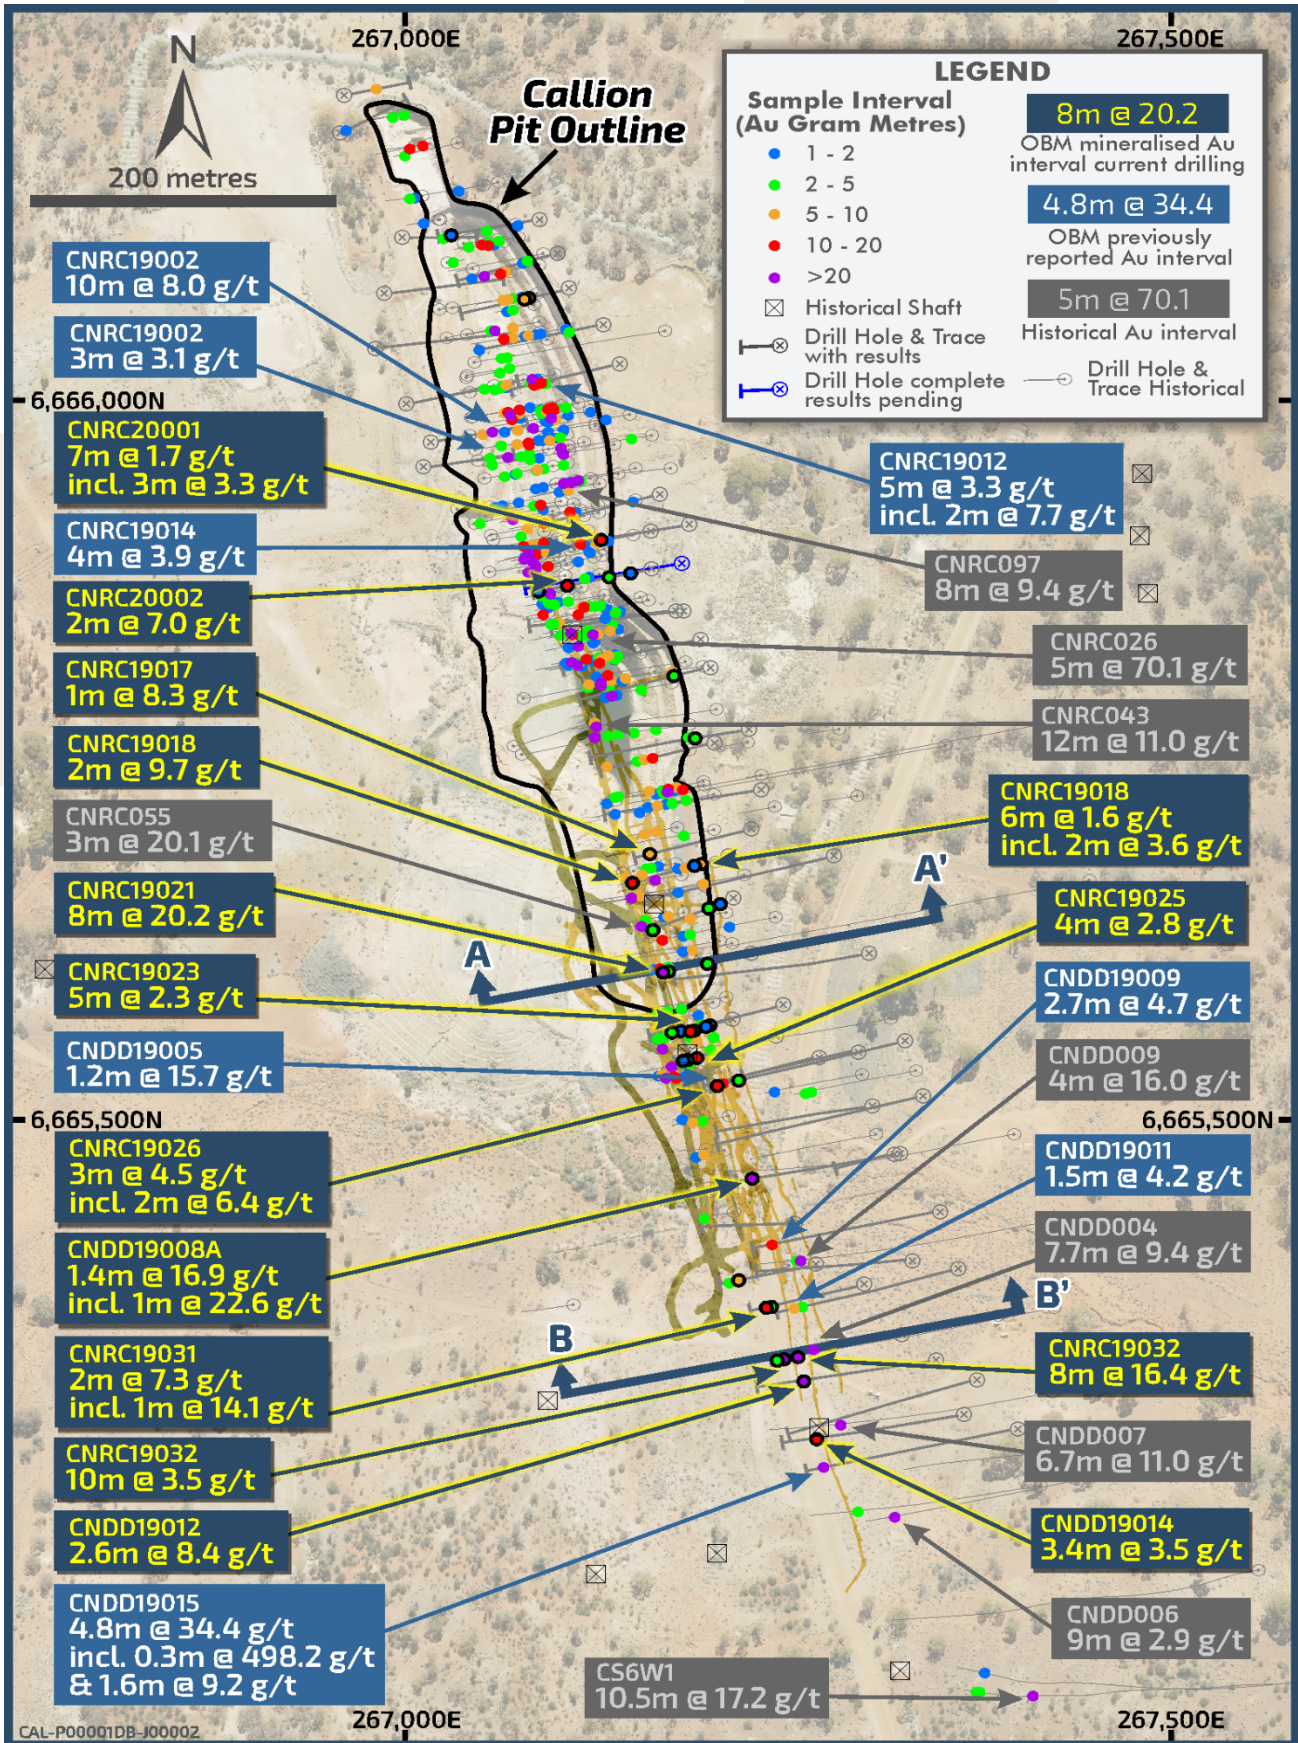 267,000E
267,500E
N
200 metres
Callion
Pit Outline
LEGEND
Sample Interval
(Au Gram Metres)
1 - 2
2 - 5
5 - 10
10 - 20
>20
Historical Shaft
Drill Hole & Trace
with results
Drill Hole complete
results pending
8m @ 20.2
OBM mineralised Au
interval current drilling
4.8m @ 34.4
OBM previously
reported Au interval
5m @ 70.1
Historical Au interval
Drill Hole &
Trace Historical
CNRC19002
10m @ 8.0 g/t
CNRC19002
3m @ 3.1 g/t
6,666,000N
CNRC20001
7m @ 1.7 g/t
incl. 3m @ 3.3 g/t
CNRC19014
4m @ 3.9 g/t
CNRC20002
2m @ 7.0 g/t
CNRC19017
1m @ 8.3 g/t
CNRC19018
2m @ 9.7 g/t
CNRC055
3m @ 20.1 g/t
CNRC19021
8m @ 20.2 g/t
CNRC19023
5m @ 2.3 g/t
CNDD19005
1.2m @ 15.7 g/t
6,665,500N
CNRC19026
3m @ 4.5 g/t
incl. 2m @ 6.4 g/t
CNDD19008A
1.4m @ 16.9 g/t
incl. 1m @ 22.6 g/t
CNRC19031
2m @ 7.3 g/t
incl. 1m @ 14.1 g/t
CNRC19032
10m @ 3.5 g/t
CNDD19012
2.6m @ 8.4 g/t
CNDD19015
4.8m @ 34.4 g/t
incl. 0.3m @ 498.2 g/t
& 1.6m @ 9.2 g/t
CNRC19012
5m @ 3.3 g/t
incl. 2m @ 7.7 g/t
CNRC097
8m @ 9.4 g/t
CNRC026
5m @ 70.1 g/t
CNRC043
12m @ 11.0 g/t
CNRC19018
6m @ 1.6 g/t
incl. 2m @ 3.6 g/t
A
A'
CNRC19025
4m @ 2.8 g/t
CNDD19009
2.7m @ 4.7 g/t
CNDD009
4m @ 16.0 g/t
6,665,500N
CNDD19011
1.5m @ 4.2 g/t
CNDD004
7.7m @ 9.4 g/t
B
B'
CNRC19032
8m @ 16.4 g/t
CNDD007
6.7m @ 11.0 g/t
CNDD19014
3.4m @ 3.5 g/t
CNDD006
9m @ 2.9 g/t
CS6W1
10.5m @ 17.2 g/t
CAL-P00001DB-J00002
267,000E
267,500E